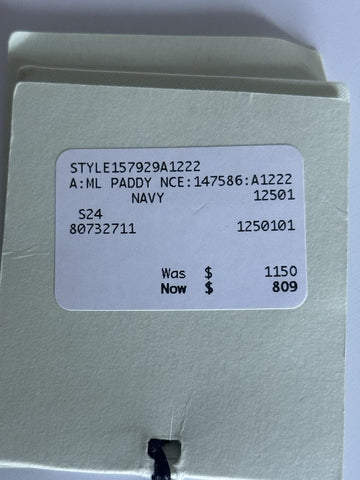 STYLE157929A1222
A:ML PADDY NCE:147586:A1222
NAVY 12501
S24
80732711 1250101
Was $ 1150
Now $ 809